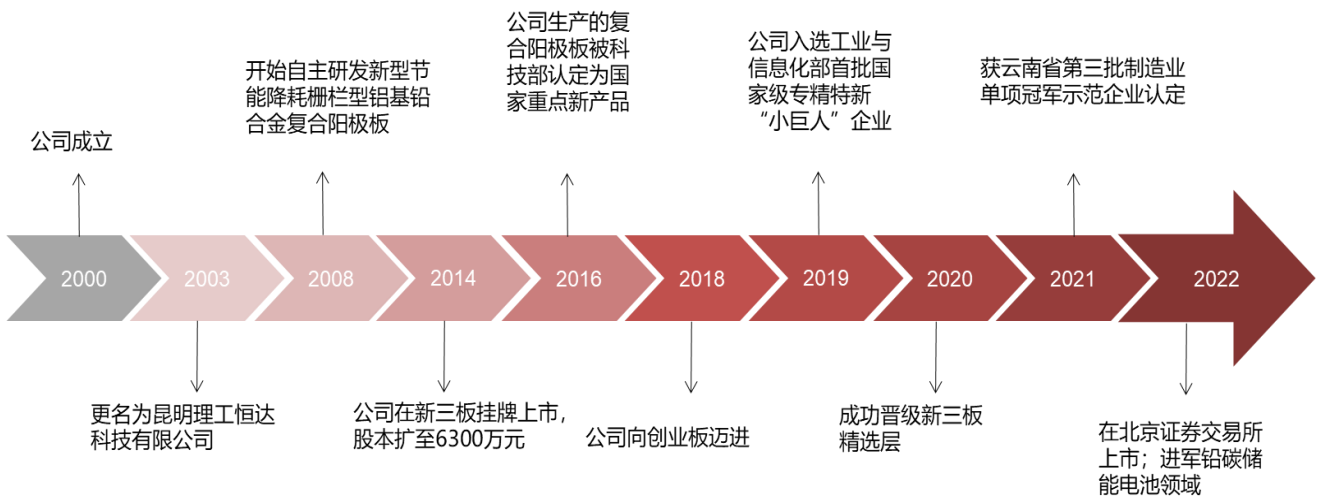 公司成立
开始自主研发新型节
能降耗栅栏型铝基铅
合金复合阳极板
公司生产的复
合阳极板被科
技部认定为国
家重点新产品
公司入选工业与
信息化部首批国
家级专精特新
“小巨人”企业
获云南省第三批制造业
单项冠军示范企业认定
2000
2003
2008
2014
2016
2018
2019
2020
2021
2022
更名为昆明理工恒达
科技有限公司
公司在新三板挂牌上市，
股本扩至6300万元
公司向创业板迈进
成功晋级新三板
精选层
在北京证券交易所
上市；进军铅碳储
能电池领域